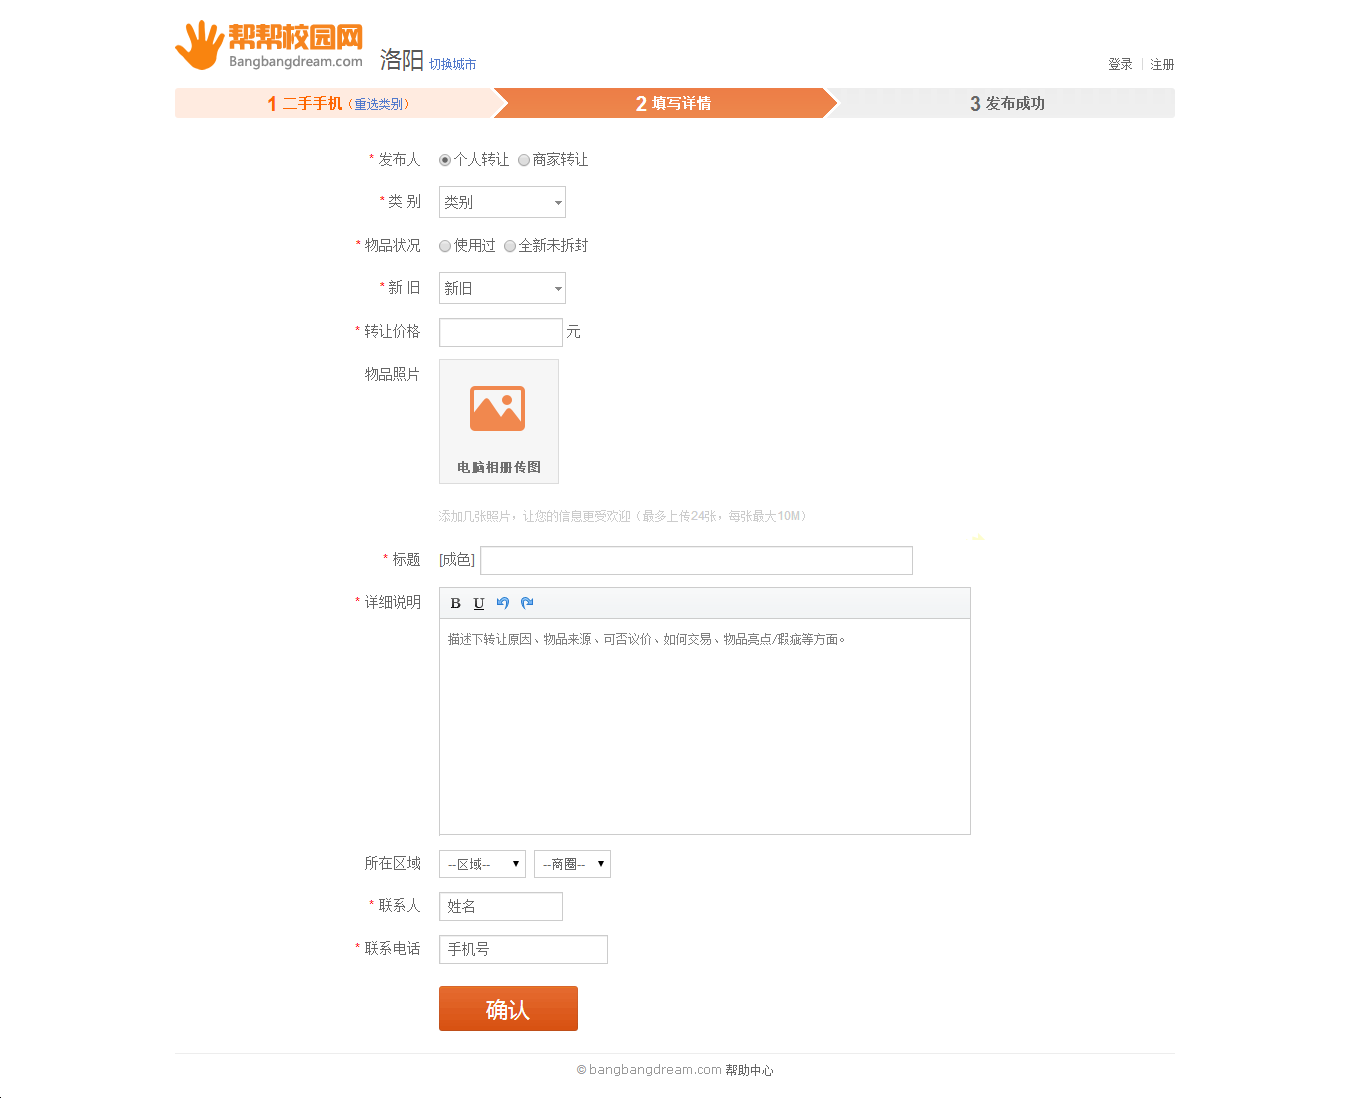 帮帮校园网
Bangbangdream.com
洛阳 切换城市
登录 注册
1 二手手机（重选类别）
2 填写详情
3 发布成功
* 发布人 个人转让 商家转让
* 类 别 类别
* 物品状况 使用过 全新未拆封
* 新 旧 新旧
* 转让价格 元
物品照片
电脑相册传图
添加几张照片，让您的信息更受欢迎（最多上传24张，每张最大10M）
* 标题 [成色]
* 详细说明 B U
描述下转让原因、物品来源、可否议价、如何交易、物品亮点/瑕疵等方面。
所在区域 --区域-- --商圈--
* 联系人 姓名
* 联系电话 手机号
确认
© bangbangdream.com 帮助中心